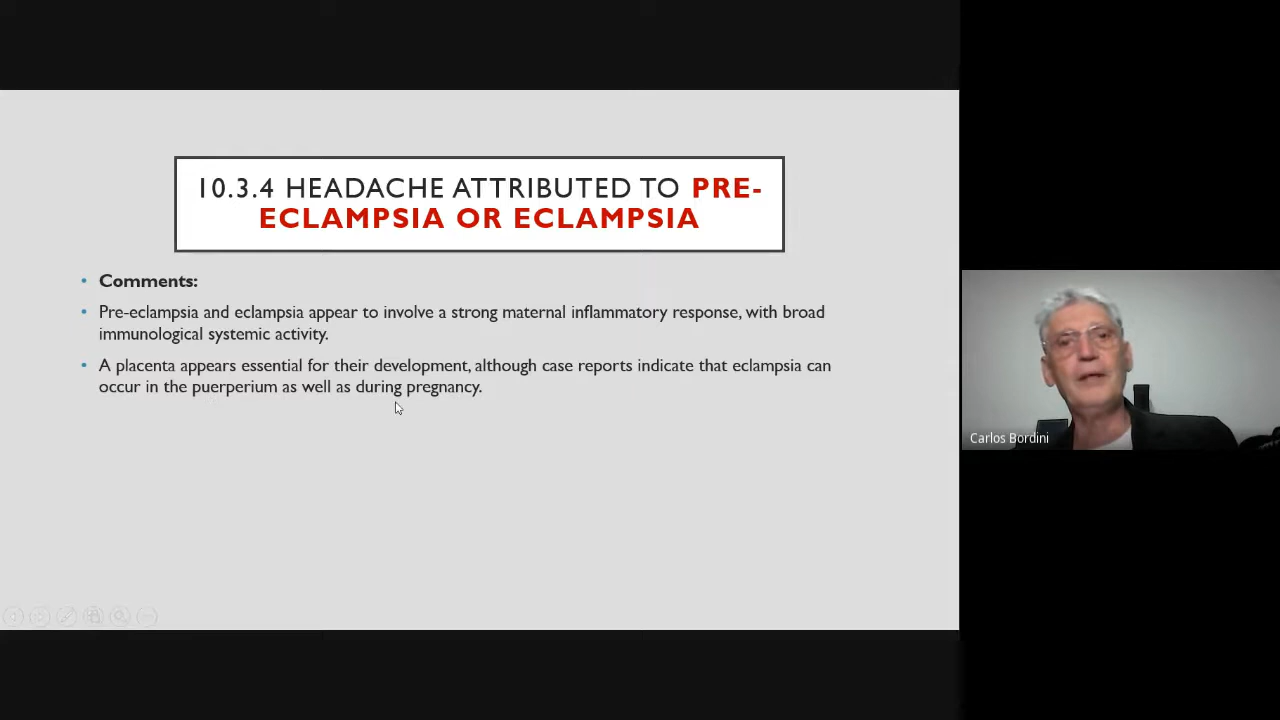 10.3.4 HEADACHE ATTRIBUTED TO PRE-
ECLAMPSIA OR ECLAMPSIA
• Comments:
• Pre-eclampsia and eclampsia appear to involve a strong maternal inflammatory response, with broad
immunological systemic activity.
• A placenta appears essential for their development, although case reports indicate that eclampsia can
occur in the puerperium as well as during pregnancy.
Carlos Bordini